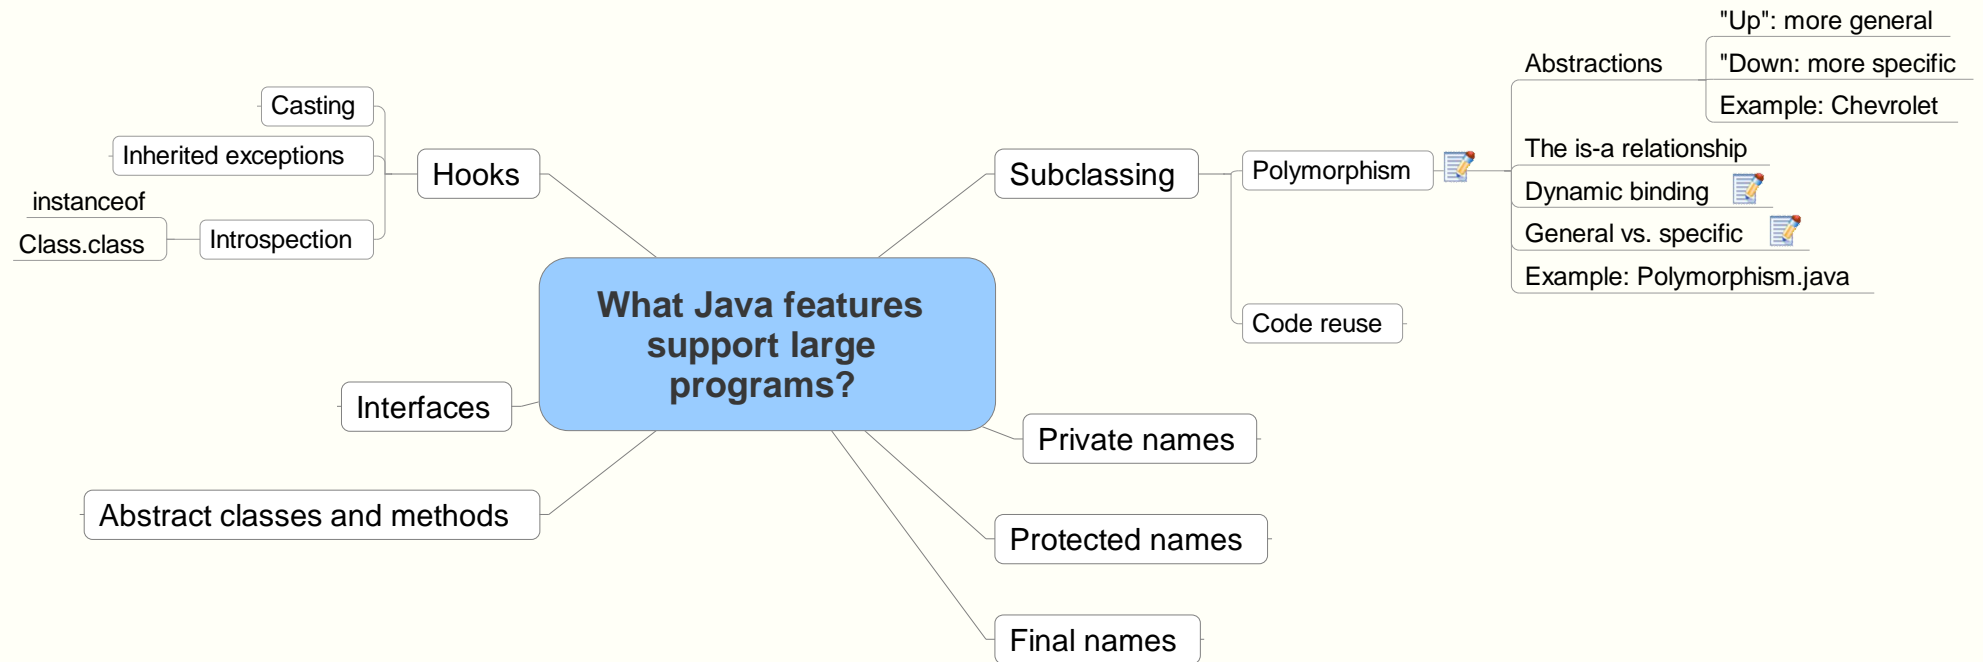 What Java features
support large
programs?
Hooks
Casting
Inherited exceptions
Introspection
instanceof
Class.class
Interfaces
Abstract classes and methods
Subclassing
Polymorphism
Abstractions
"Up": more general
"Down: more specific
Example: Chevrolet
The is-a relationship
Dynamic binding
General vs. specific
Example: Polymorphism.java
Code reuse
Private names
Protected names
Final names